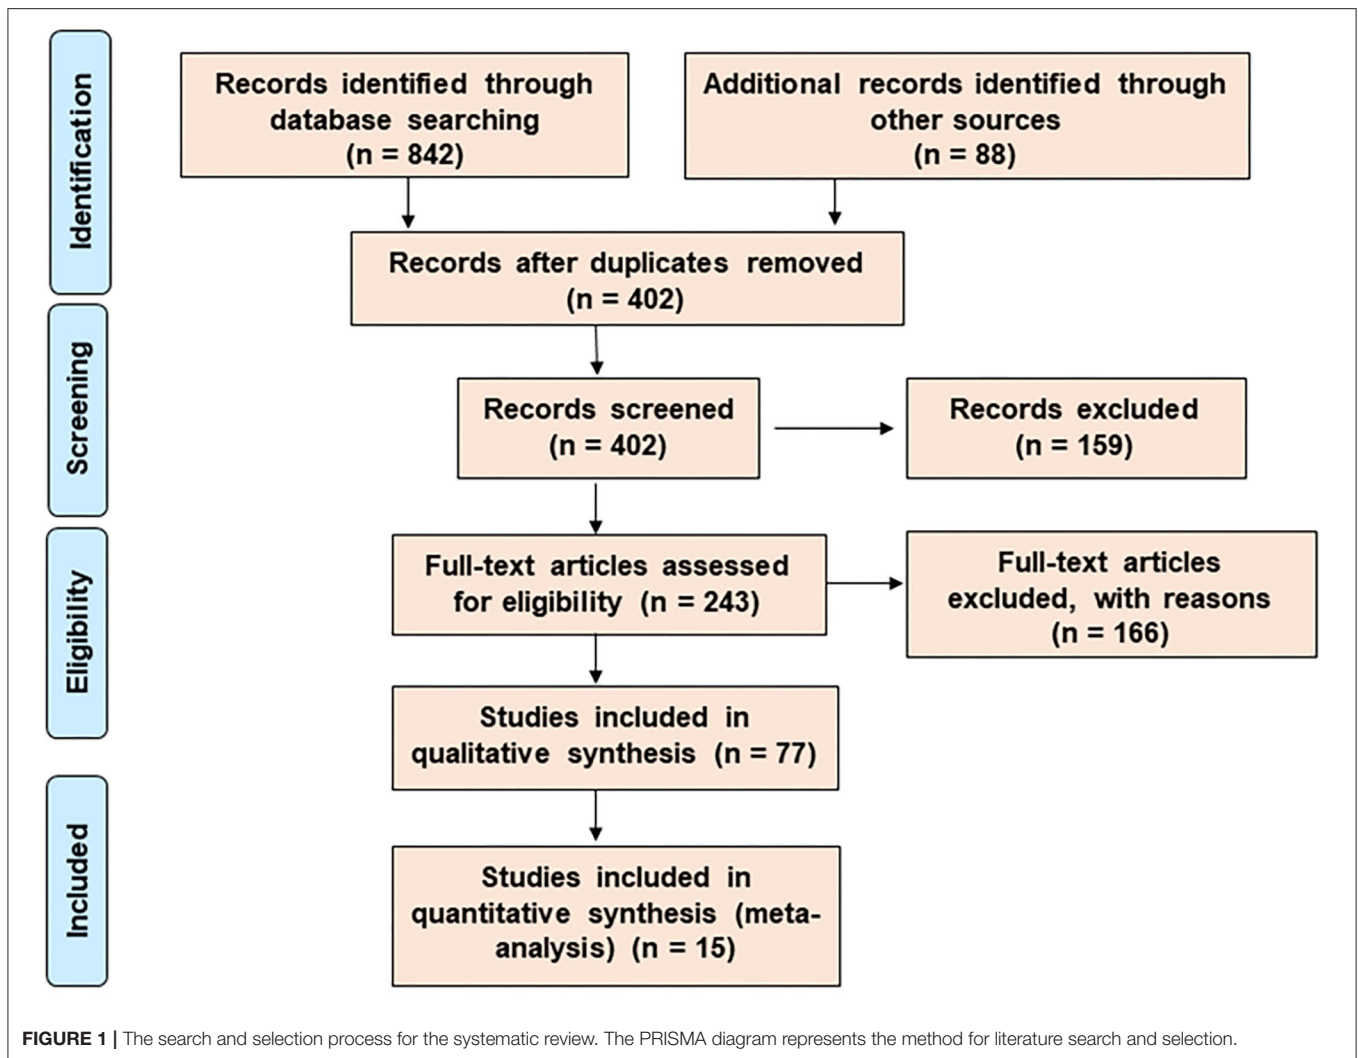 Identification
Records identified through
database searching
(n = 842)
Additional records identified through
other sources
(n = 88)
Records after duplicates removed
(n = 402)
Screening
Records screened
(n = 402)
Records excluded
(n = 159)
Eligibility
Full-text articles assessed
for eligibility (n = 243)
Full-text articles
excluded, with reasons
(n = 166)
Studies included in
qualitative synthesis (n = 77)
Included
Studies included in
quantitative synthesis (meta-
analysis) (n = 15)
FIGURE 1 | The search and selection process for the systematic review. The PRISMA diagram represents the method for literature search and selection.